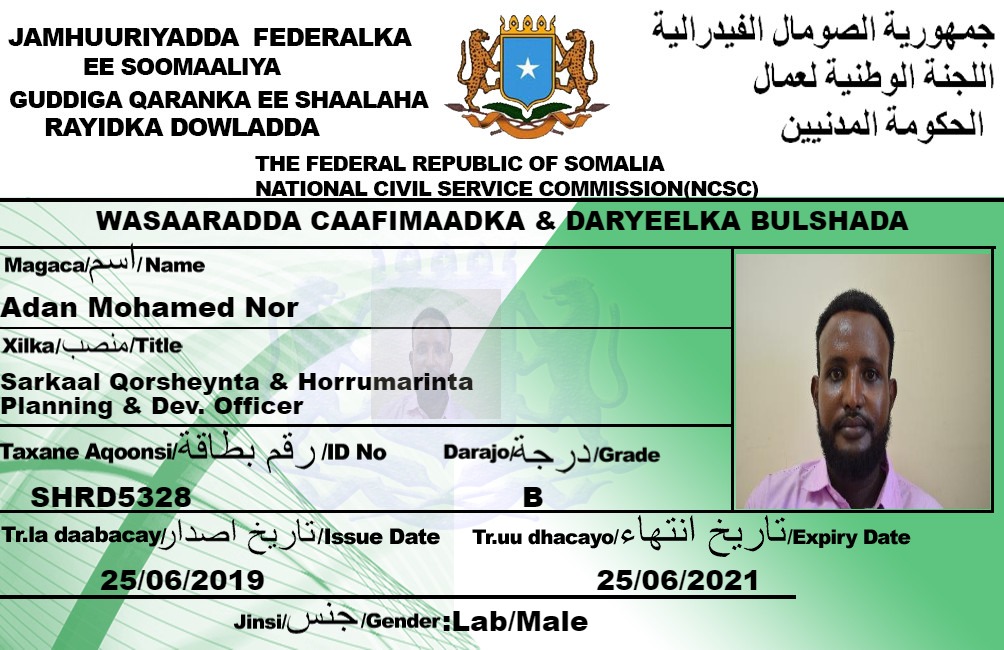 JAMHUURIYADDA FEDERALKA
EE SOOMAALIYA
GUDDIGA QARANKA EE SHAALAHA
RAYIDKA DOWLADDA
جمهورية الصومال الفيدرالية
اللجنة الوطنية لعمال
الحكومة المدنيين
THE FEDERAL REPUBLIC OF SOMALIA
NATIONAL CIVIL SERVICE COMMISSION(NCSC)
WASAARADDA CAAFIMAADKA & DARYEELKA BULSHADA
Magaca/اسم/Name
Adan Mohamed Nor
Xilka/منصب/Title
Sarkaal Qorsheynta & Horrumarinta
Planning & Dev. Officer
Taxane Aqoonsi/رقم بطاقة/ID No
Darajo/درجة/Grade
SHRD5328
B
Tr.la daabacay/تاريخ اصدار/Issue Date
Tr.uu dhacayo/تاريخ انتهاء/Expiry Date
25/06/2019
25/06/2021
Jinsi/جنس/Gender:Lab/Male